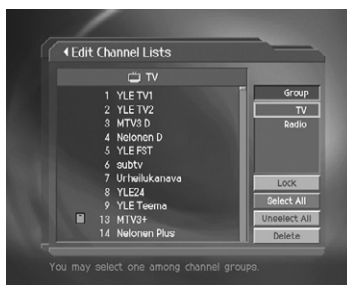 Edit Channel Lists
TV
1 YLE TV1
2 YLE TV2
3 MTV3 D
4 Nelonen D
5 YLE FST
6 subtv
7 Urheilukanava
8 YLE24
9 YLE Teema
13 MTV3+
14 Nelonen Plus
Group
TV
Radio
Lock
Select All
Unselect All
Delete
You may select one among channel groups.